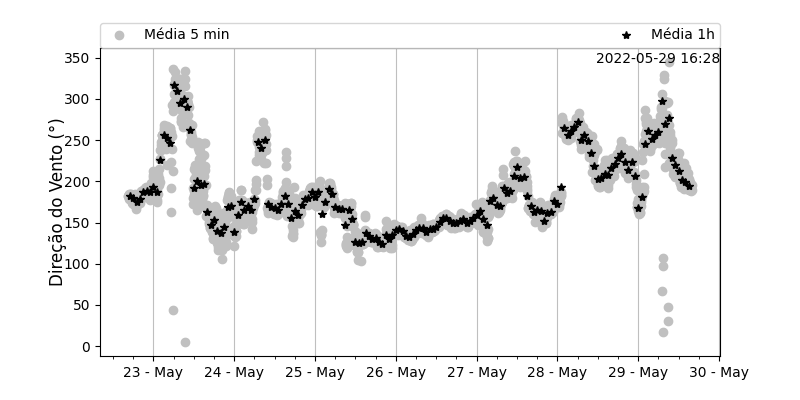 Média 5 min
Média 1h
2022-05-29 16:28
Direção do Vento (°)
350
300
250
200
150
100
50
0
23 - May
24 - May
25 - May
26 - May
27 - May
28 - May
29 - May
30 - May